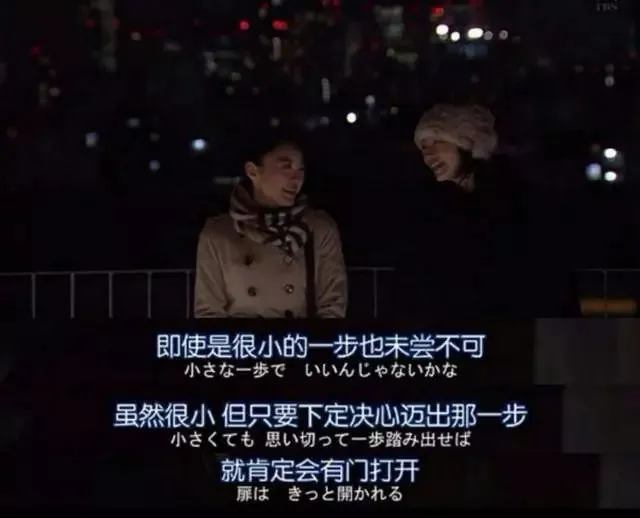 TBS
即使是很小的一步也未尝不可
小さな一歩で いいんじゃないかな
虽然很小 但只要下定决心迈出那一步
小さくても 思い切って一歩踏み出せば
就肯定会有门打开
扉は きっと開かれる